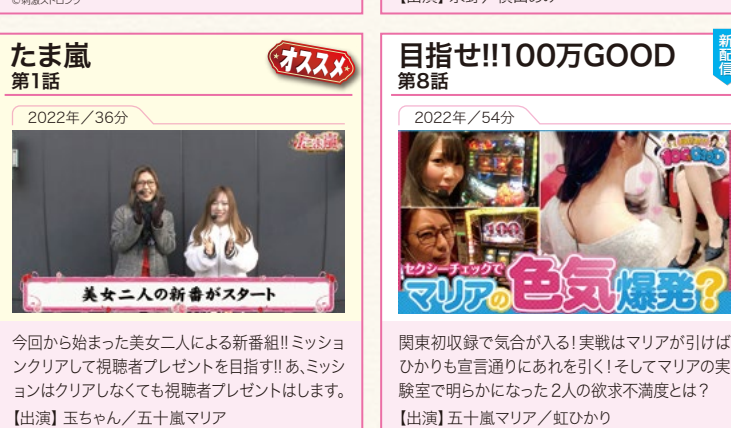 ©刺激ストロング
たま嵐
オススメ
第1話
2022年／36分
たま嵐
美女二人の新番がスタート
今回から始まった美女二人による新番組!! ミッショ
ンクリアして視聴者プレゼントを目指す!! あ、ミッシ
ョンはクリアしなくても視聴者プレゼントはします。
【出演】 玉ちゃん／五十嵐マリア
目指せ!!100万GOOD
新配信
第8話
2022年／54分
100
セクシーチェックで
マリアの色気爆発?
関東初収録で気合が入る! 実戦はマリアが引けば
ひかりも宣言通りにあれを引く! そしてマリアの実
験室で明らかになった2人の欲求不満度とは?
【出演】 五十嵐マリア／虹ひかり